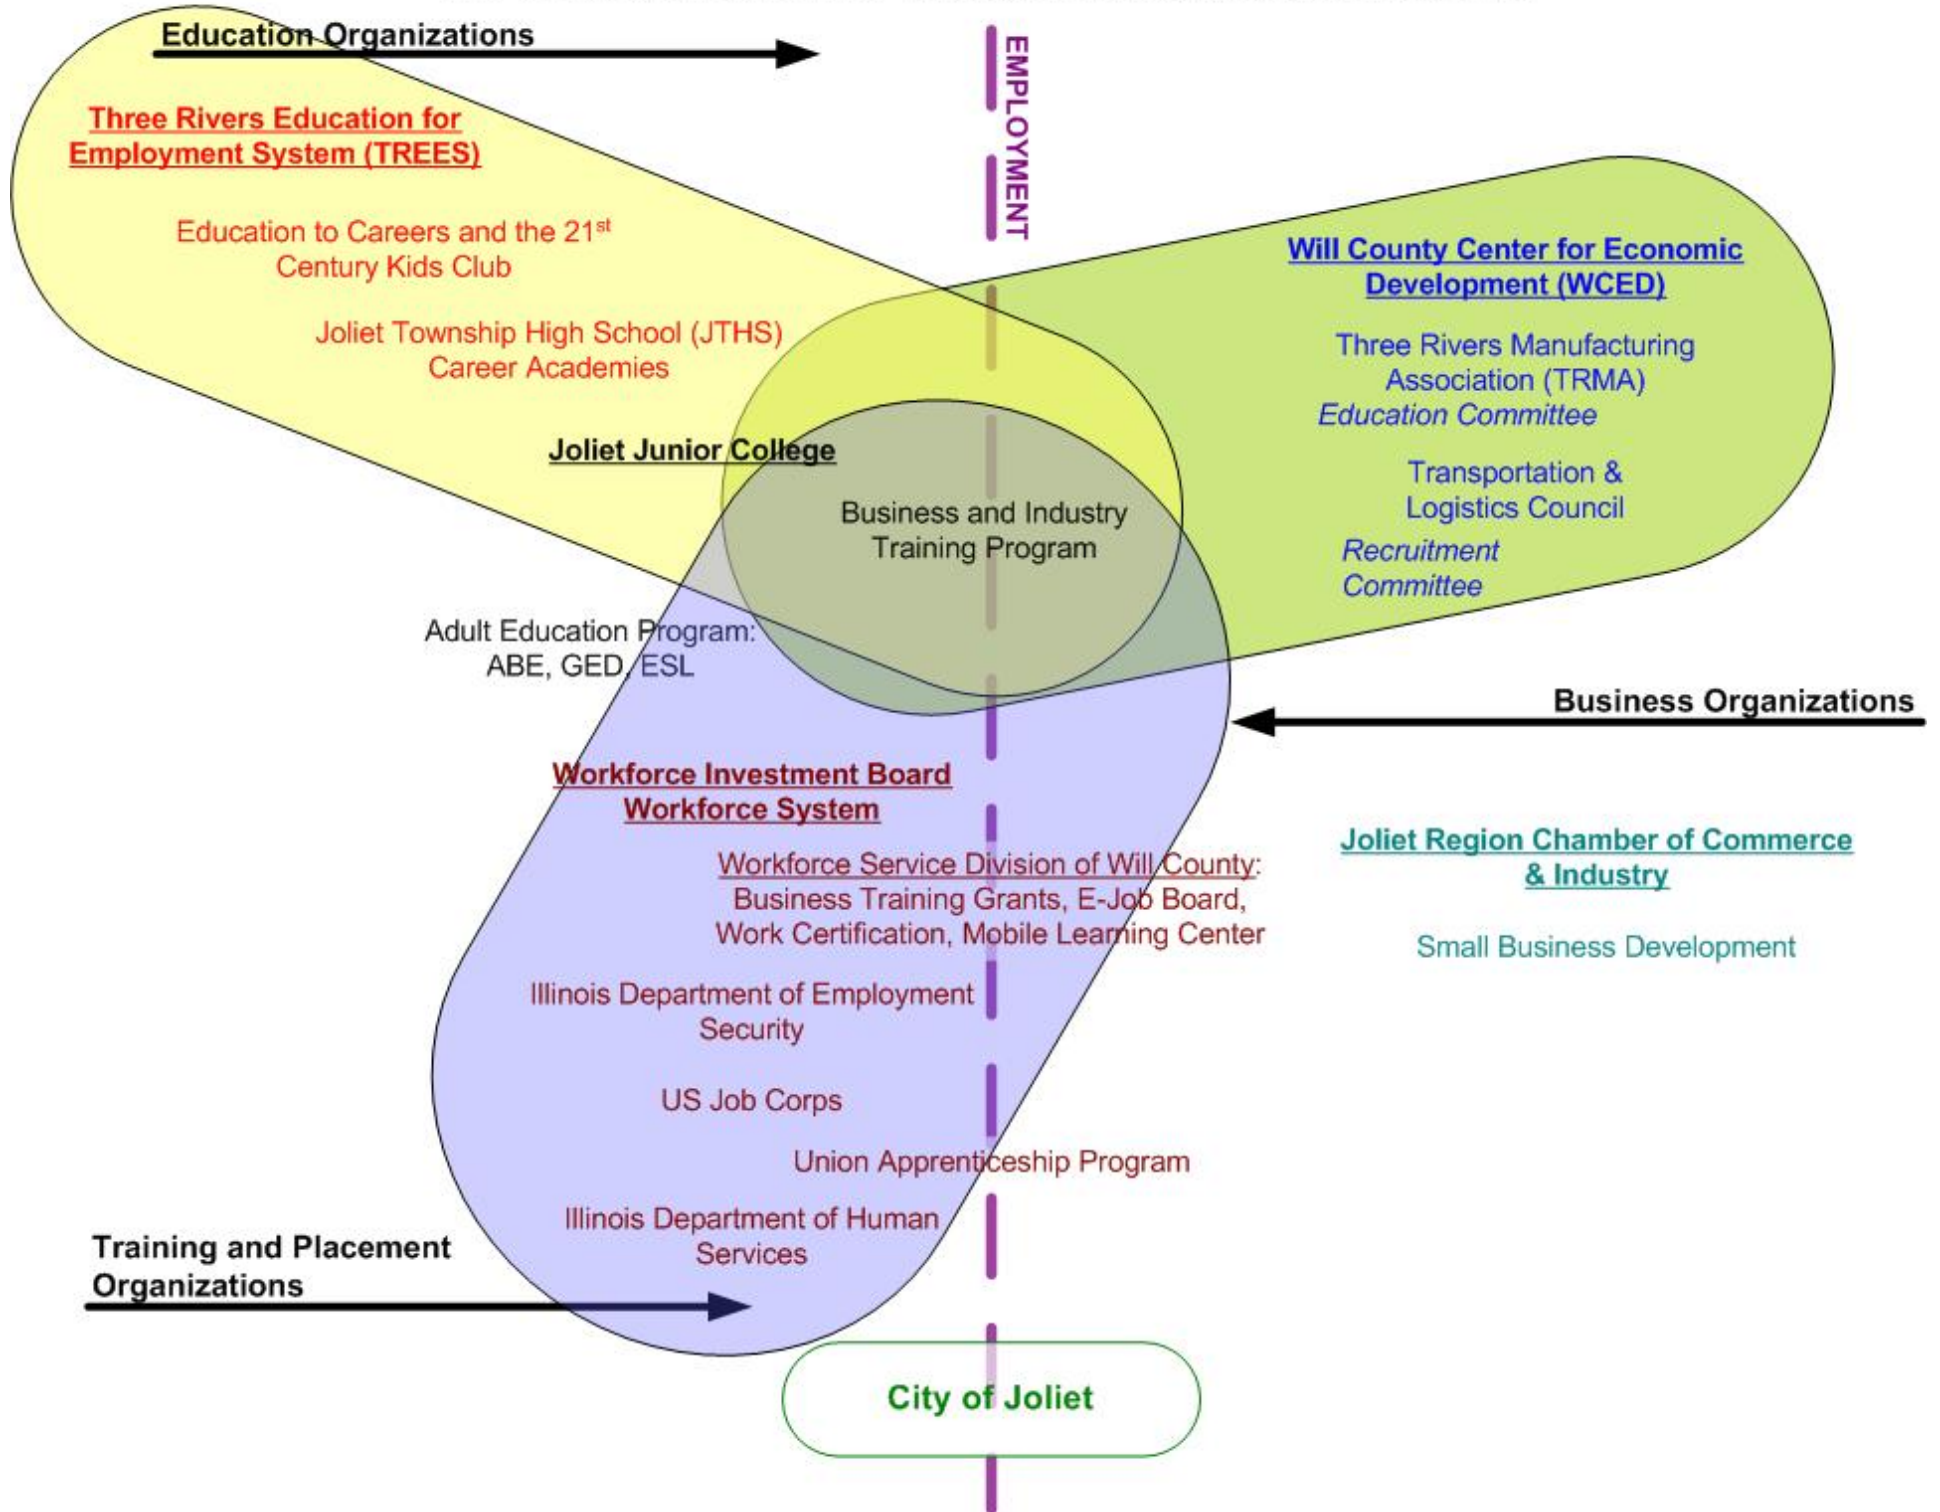 Education Organizations
EMPLOYMENT
Three Rivers Education for
Employment System (TREES)
Education to Careers and the 21st
Century Kids Club
Joliet Township High School (JTHS)
Career Academies
Will County Center for Economic
Development (WCED)
Three Rivers Manufacturing
Association (TRMA)
Education Committee
Transportation &
Logistics Council
Recruitment
Committee
Joliet Junior College
Business and Industry
Training Program
Adult Education Program:
ABE, GED, ESL
Business Organizations
Workforce Investment Board
Workforce System
Workforce Service Division of Will County:
Business Training Grants, E-Job Board,
Work Certification, Mobile Learning Center
Joliet Region Chamber of Commerce
& Industry
Small Business Development
Illinois Department of Employment
Security
US Job Corps
Union Apprenticeship Program
Illinois Department of Human
Services
Training and Placement
Organizations
City of Joliet